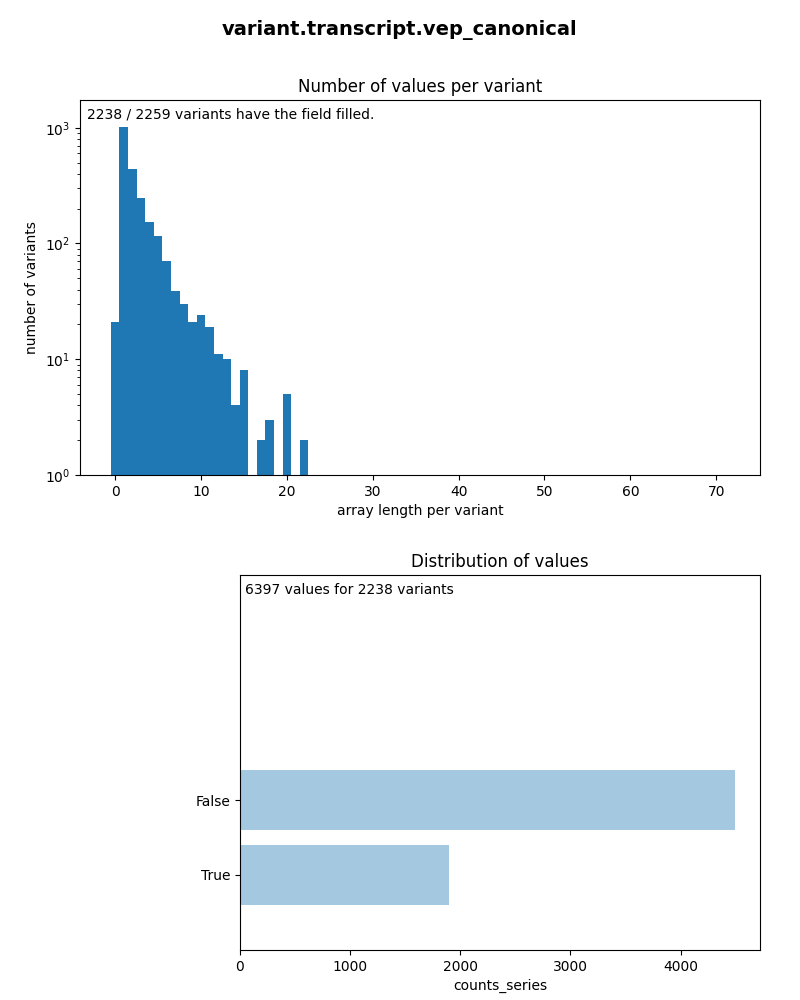 variant.transcript.vep_canonical
Number of values per variant
2238 / 2259 variants have the field filled.
number of variants
10³
10²
10¹
10⁰
0 10 20 30 40 50 60 70
array length per variant
Distribution of values
6397 values for 2238 variants
False
True
0 1000 2000 3000 4000
counts_series